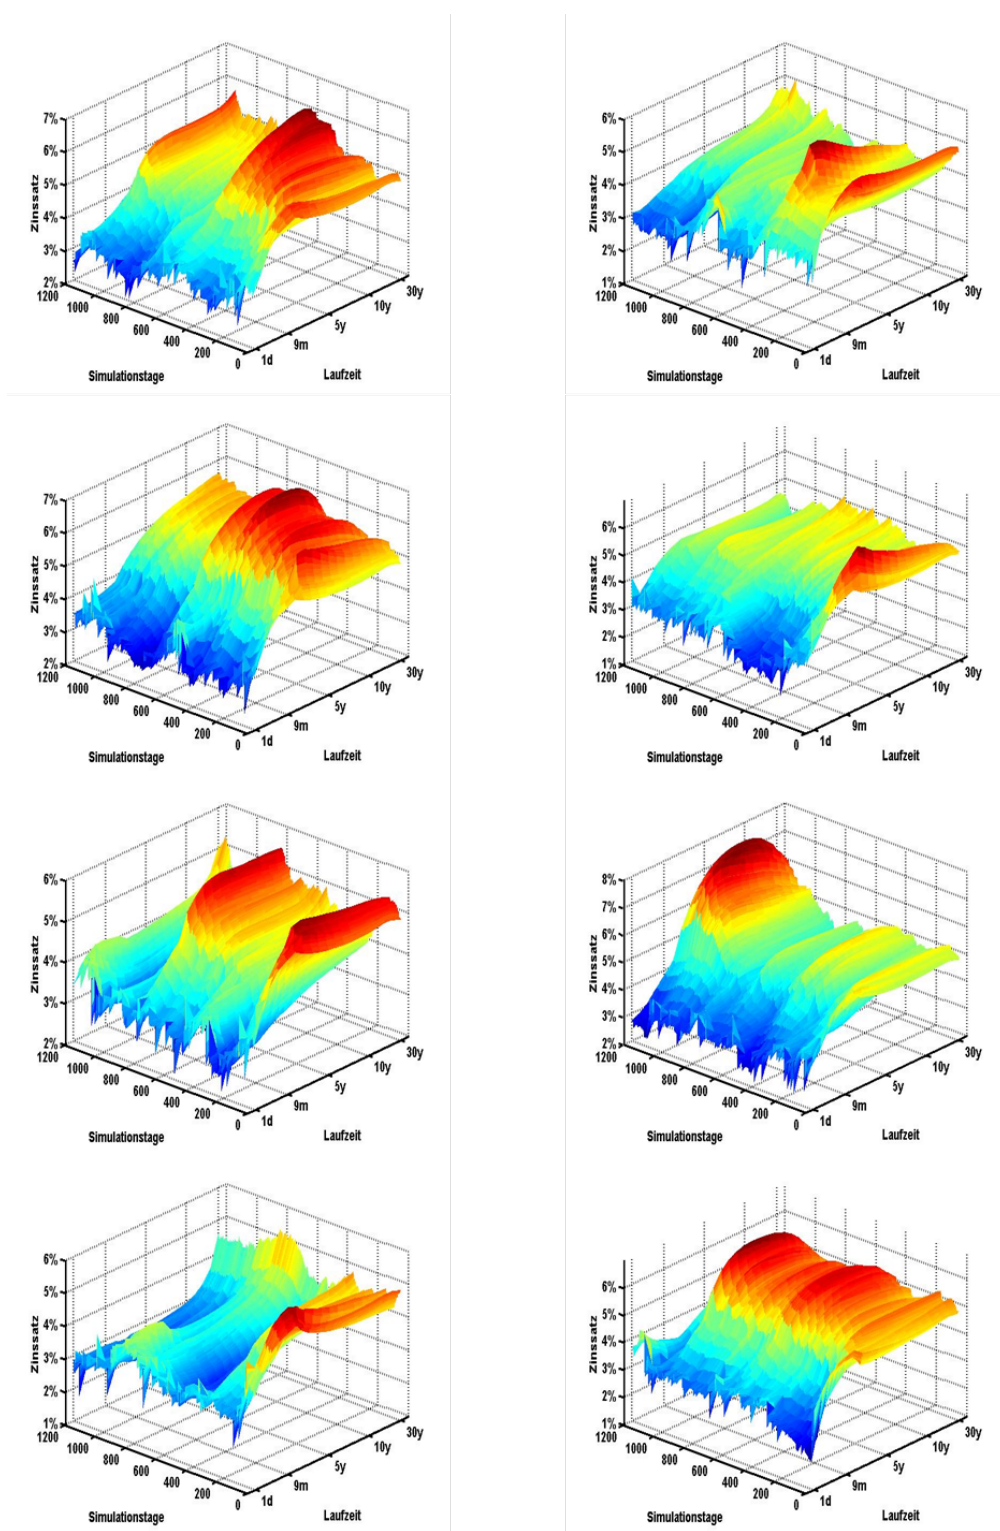 7%
6%
5%
4%
3%
2%
Zinssatz
1200
1000
800
600
400
200
0
Simulationstage
1d
9m
5y
10y
30y
Laufzeit
6%
5%
4%
3%
2%
1%
Zinssatz
1200
1000
800
600
400
200
0
Simulationstage
1d
9m
5y
10y
30y
Laufzeit
7%
6%
5%
4%
3%
2%
Zinssatz
1200
1000
800
600
400
200
0
Simulationstage
1d
9m
5y
10y
30y
Laufzeit
6%
5%
4%
3%
2%
1%
Zinssatz
1200
1000
800
600
400
200
0
Simulationstage
1d
9m
5y
10y
30y
Laufzeit
6%
5%
4%
3%
2%
Zinssatz
1200
1000
800
600
400
200
0
Simulationstage
1d
9m
5y
10y
30y
Laufzeit
8%
7%
6%
5%
4%
3%
2%
Zinssatz
1200
1000
800
600
400
200
0
Simulationstage
1d
9m
5y
10y
30y
Laufzeit
6%
5%
4%
3%
2%
1%
Zinssatz
1200
1000
800
600
400
200
0
Simulationstage
1d
9m
5y
10y
30y
Laufzeit
6%
5%
4%
3%
2%
1%
Zinssatz
1200
1000
800
600
400
200
0
Simulationstage
1d
9m
5y
10y
30y
Laufzeit